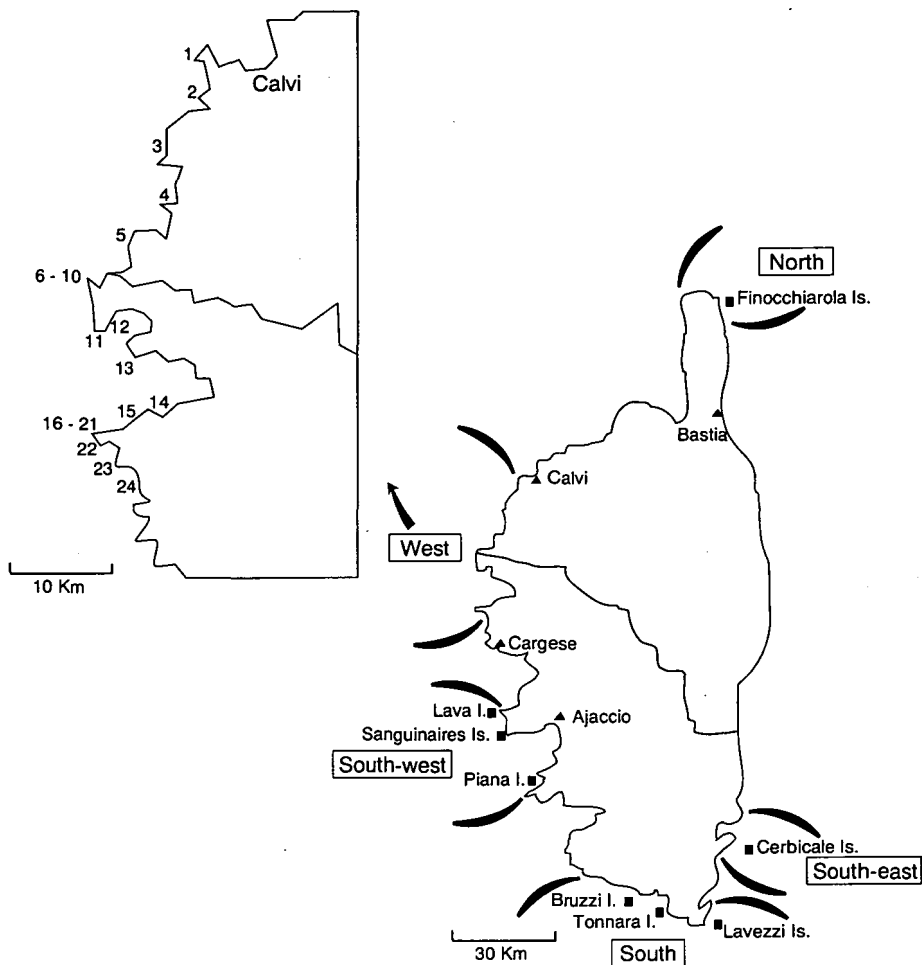 1
Calvi
2
3
4
5
6 - 10
12
11
13
14
15
16 - 21
22
23
24
10 Km
North
Finocchiarola Is.
Bastia
Calvi
West
Cargese
Lava I.
Ajaccio
Sanguinaires Is.
South-west
Piana I.
Cerbicale Is.
South-east
Bruzzi I.
Tonnara I.
Lavezzi Is.
30 Km
South